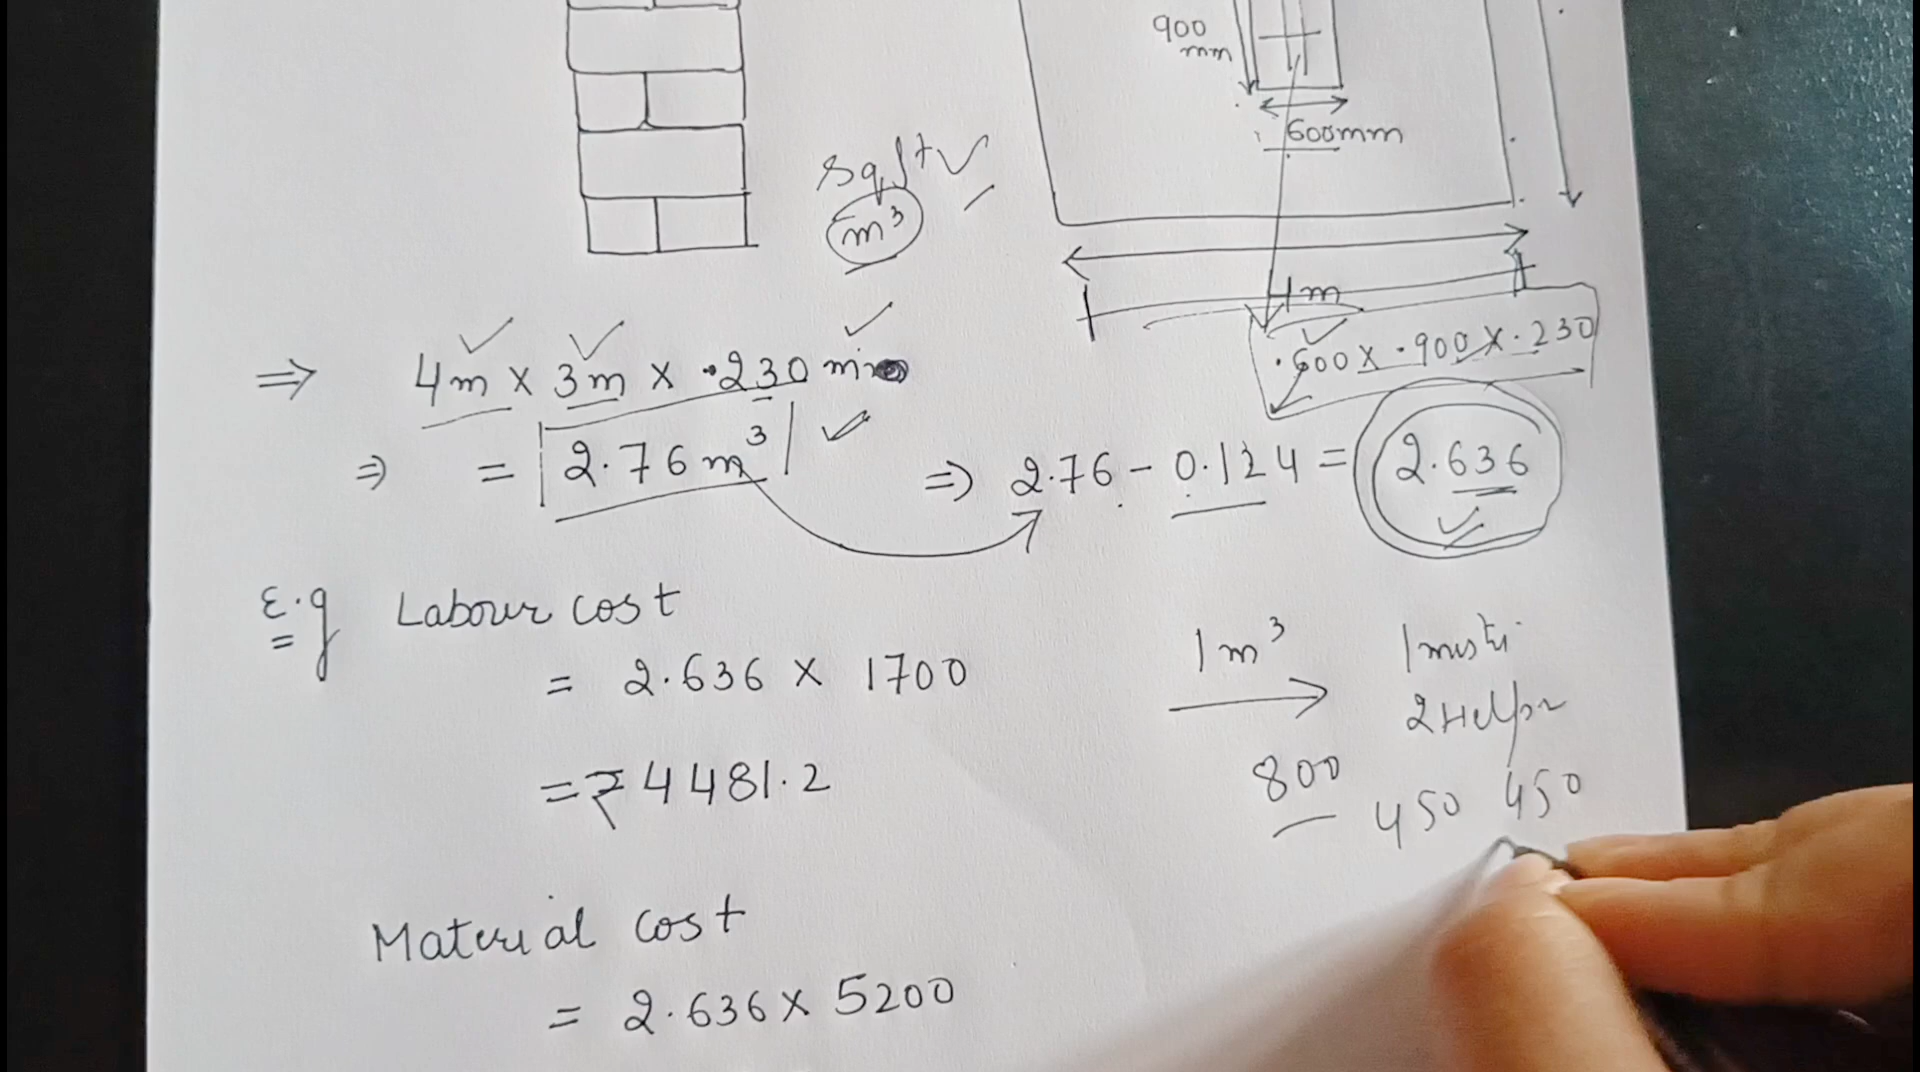 900
mm
600mm
sqft
m³
4m
.600 x .900 x .230
⇒ 4m x 3m x .230 m
⇒ = 2.76 m³
⇒ 2.76 - 0.124 = 2.636
E.g Labour cost
= 2.636 x 1700
= ₹ 4481.2
1m³ 1 mistri
2 Helper
800 450 450
Material cost
= 2.636 x 5200